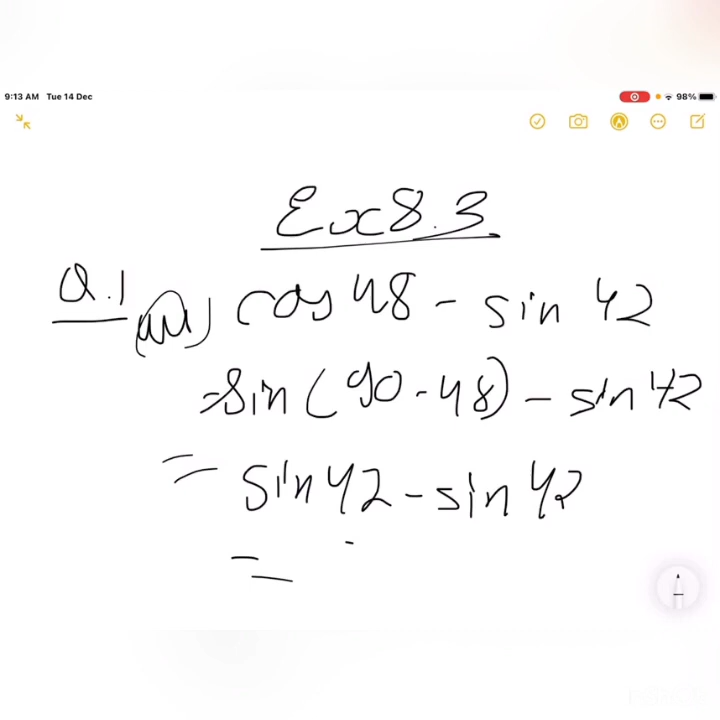 9:13 AM Tue 14 Dec 98%
Ex 8.3
Q.1 (iii) cos 48 - sin 42
= sin (90 - 48) - sin 42
= sin 42 - sin 42
=